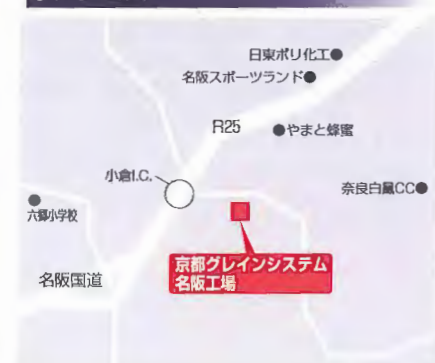 日東ポリ化工
名阪スポーツランド
R25
やまと蜂蜜
小倉I.C.
奈良白鳳CC
六郷小学校
名阪国道
京都グレインシステム
名阪工場